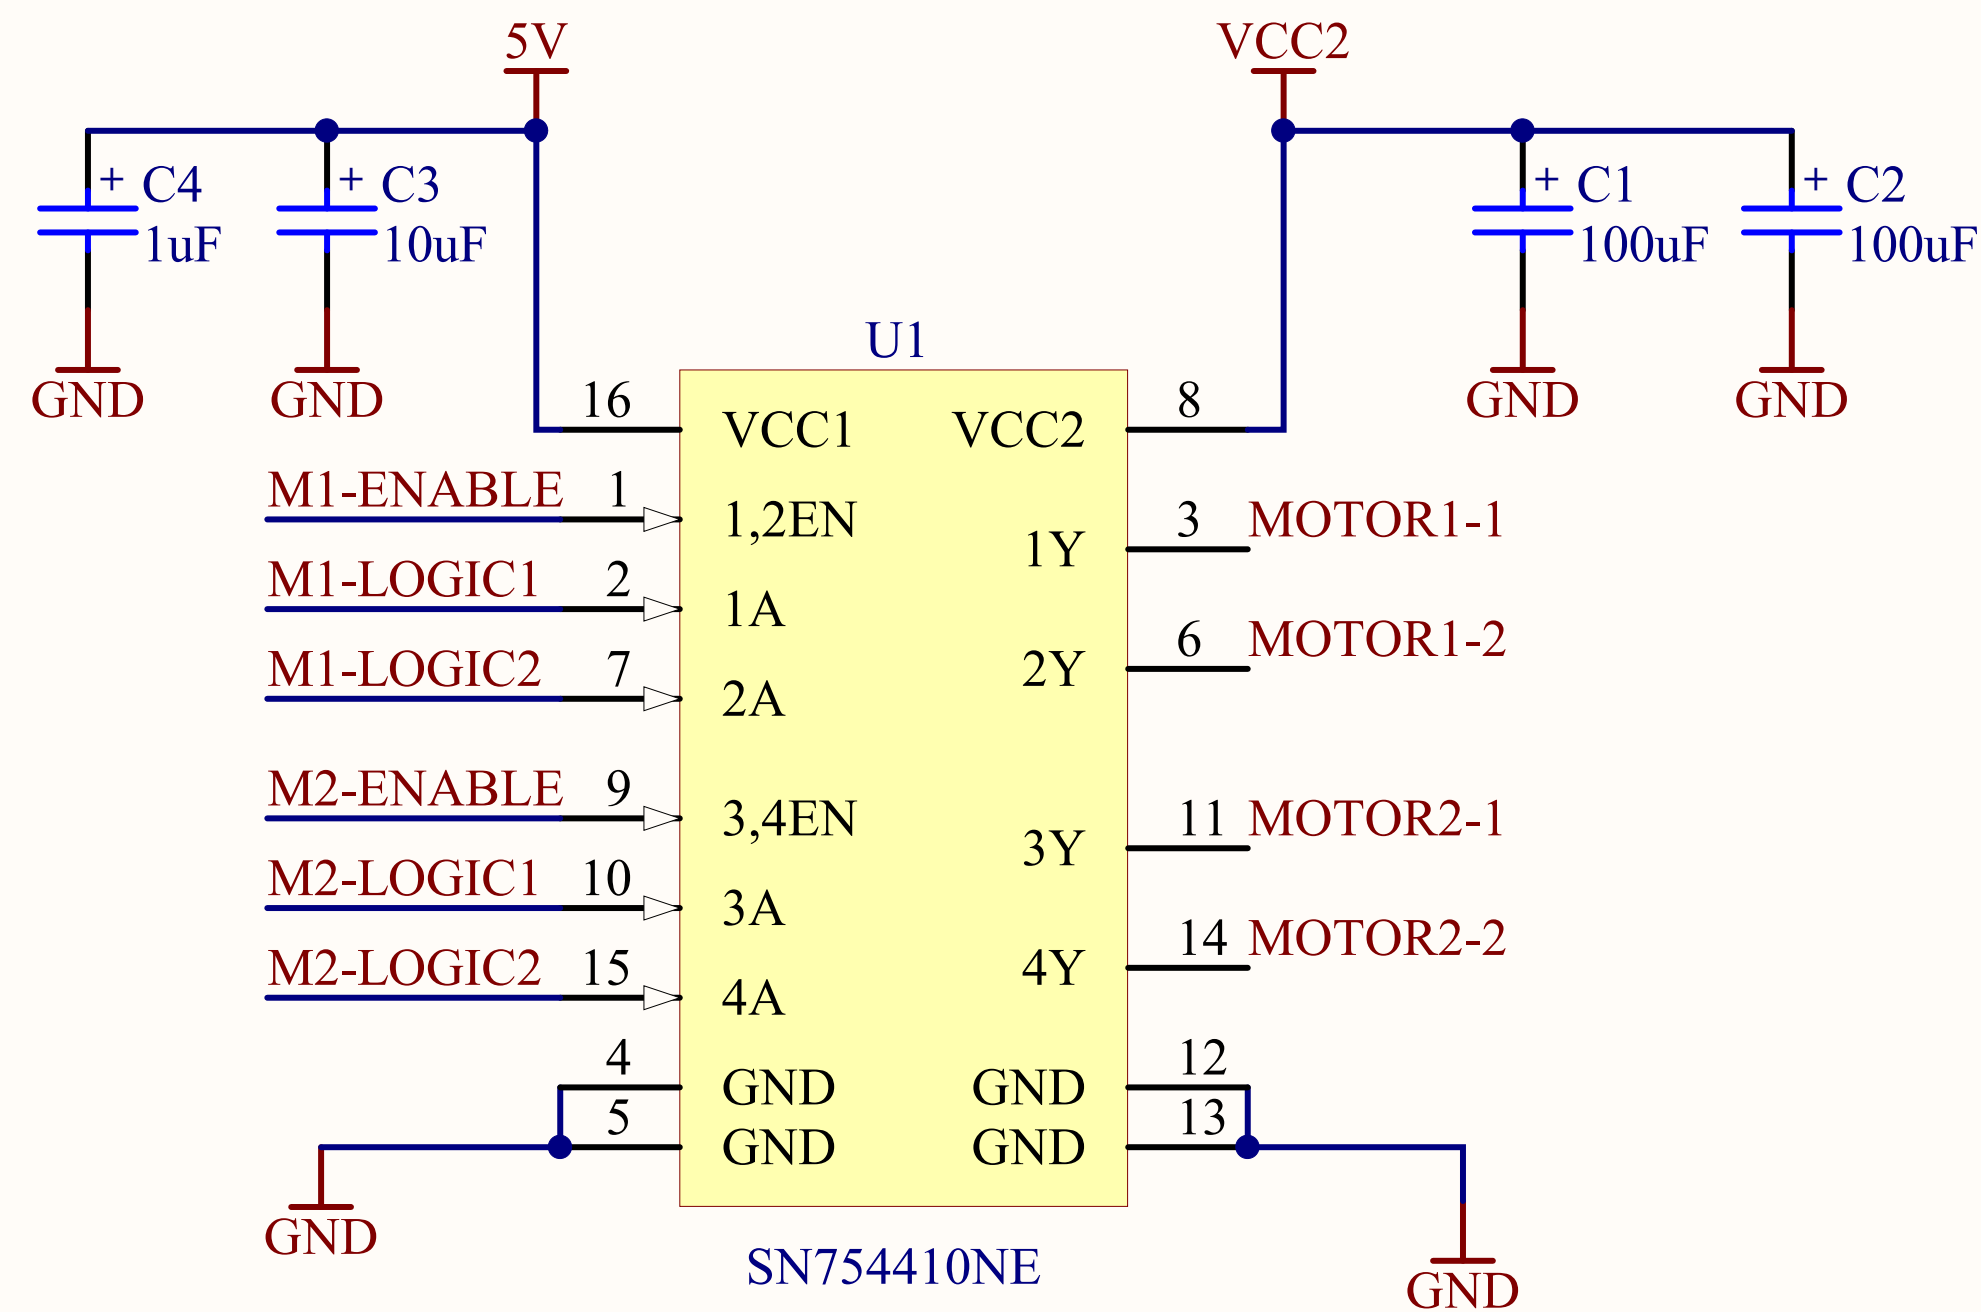 5V
VCC2
+ C4
1uF
GND
+ C3
10uF
GND
+ C1
100uF
GND
+ C2
100uF
GND
U1
16 VCC1
M1-ENABLE 1 1,2EN
M1-LOGIC1 2 1A
M1-LOGIC2 7 2A
M2-ENABLE 9 3,4EN
M2-LOGIC1 10 3A
M2-LOGIC2 15 4A
4 GND
5 GND
GND
VCC2 8
1Y 3 MOTOR1-1
2Y 6 MOTOR1-2
3Y 11 MOTOR2-1
4Y 14 MOTOR2-2
GND 12
GND 13
GND
SN754410NE